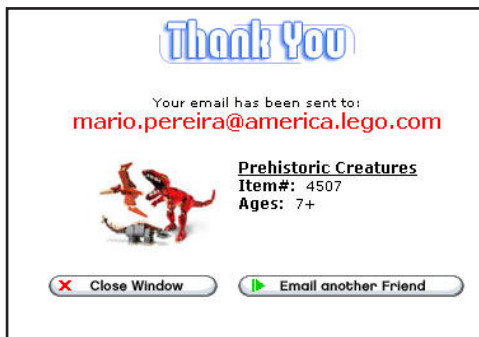 Thank You
Your email has been sent to:
mario.pereira@america.lego.com
Prehistoric Creatures
Item#: 4507
Ages: 7+
Close Window
Email another Friend